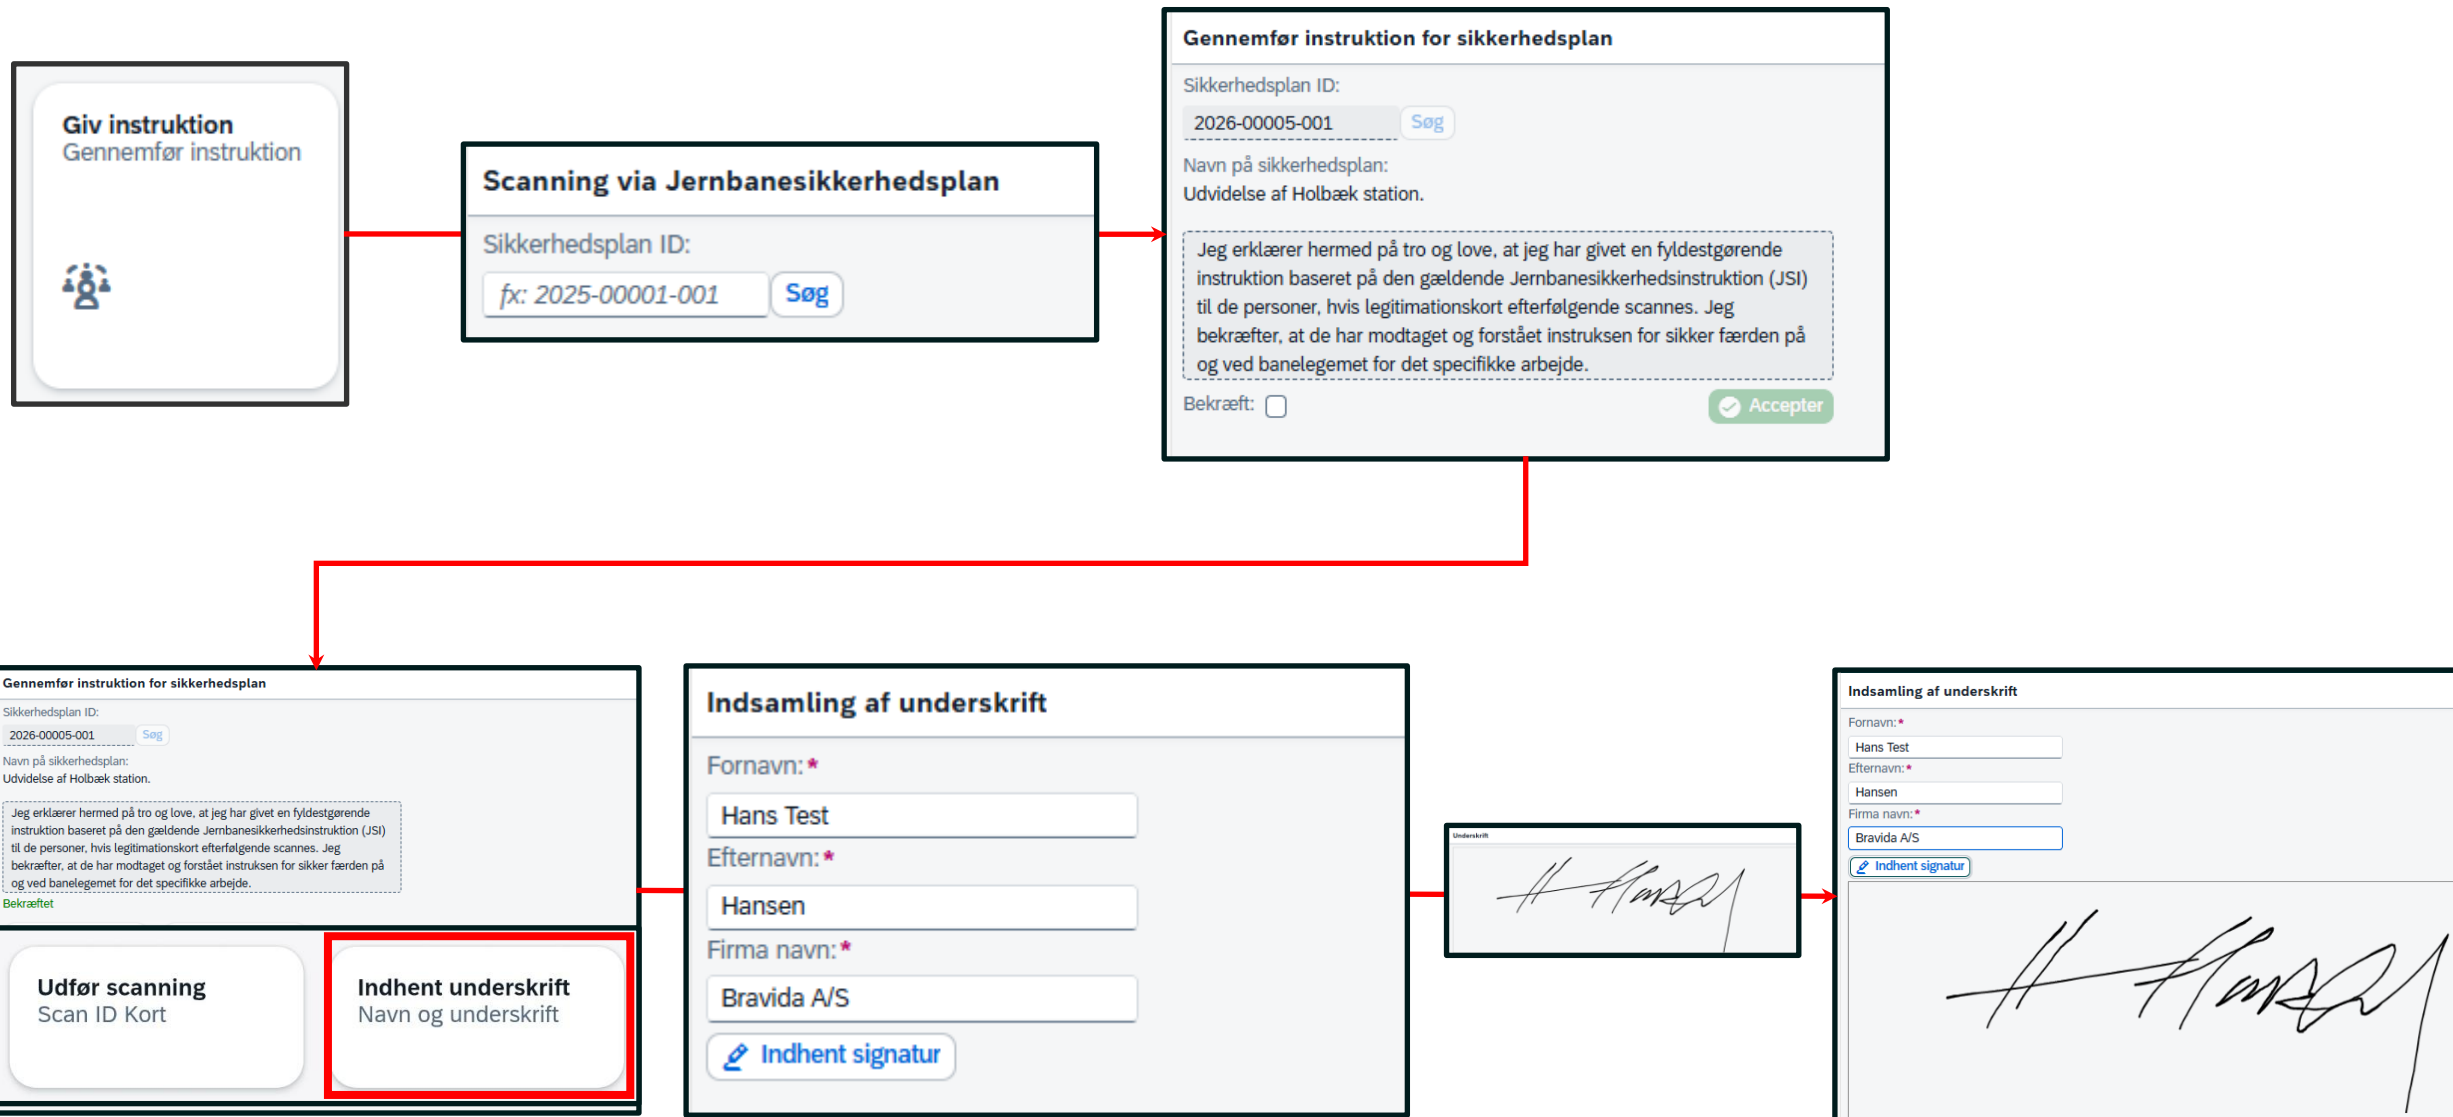 Giv instruktion
Gennemfør instruktion
Scanning via Jernbanesikkerhedsplan
Sikkerhedsplan ID:
fx: 2025-00001-001 Søg
Gennemfør instruktion for sikkerhedsplan
Sikkerhedsplan ID:
2026-00005-001 Søg
Navn på sikkerhedsplan:
Udvidelse af Holbæk station.
Jeg erklærer hermed på tro og love, at jeg har givet en fyldestgørende
instruktion baseret på den gældende Jernbanesikkerhedsinstruktion (JSI)
til de personer, hvis legitimationskort efterfølgende scannes. Jeg
bekræfter, at de har modtaget og forstået instruksen for sikker færden på
og ved banelegemet for det specifikke arbejde.
Bekræft: Accepter
Gennemfør instruktion for sikkerhedsplan
Sikkerhedsplan ID:
2026-00005-001 Søg
Navn på sikkerhedsplan:
Udvidelse af Holbæk station.
Jeg erklærer hermed på tro og love, at jeg har givet en fyldestgørende
instruktion baseret på den gældende Jernbanesikkerhedsinstruktion (JSI)
til de personer, hvis legitimationskort efterfølgende scannes. Jeg
bekræfter, at de har modtaget og forstået instruksen for sikker færden på
og ved banelegemet for det specifikke arbejde.
Bekræftet
Udfør scanning
Scan ID Kort
Indhent underskrift
Navn og underskrift
Indsamling af underskrift
Fornavn:*
Hans Test
Efternavn:*
Hansen
Firma navn:*
Bravida A/S
Indhent signatur
Underskrift
Indsamling af underskrift
Fornavn:*
Hans Test
Efternavn:*
Hansen
Firma navn:*
Bravida A/S
Indhent signatur